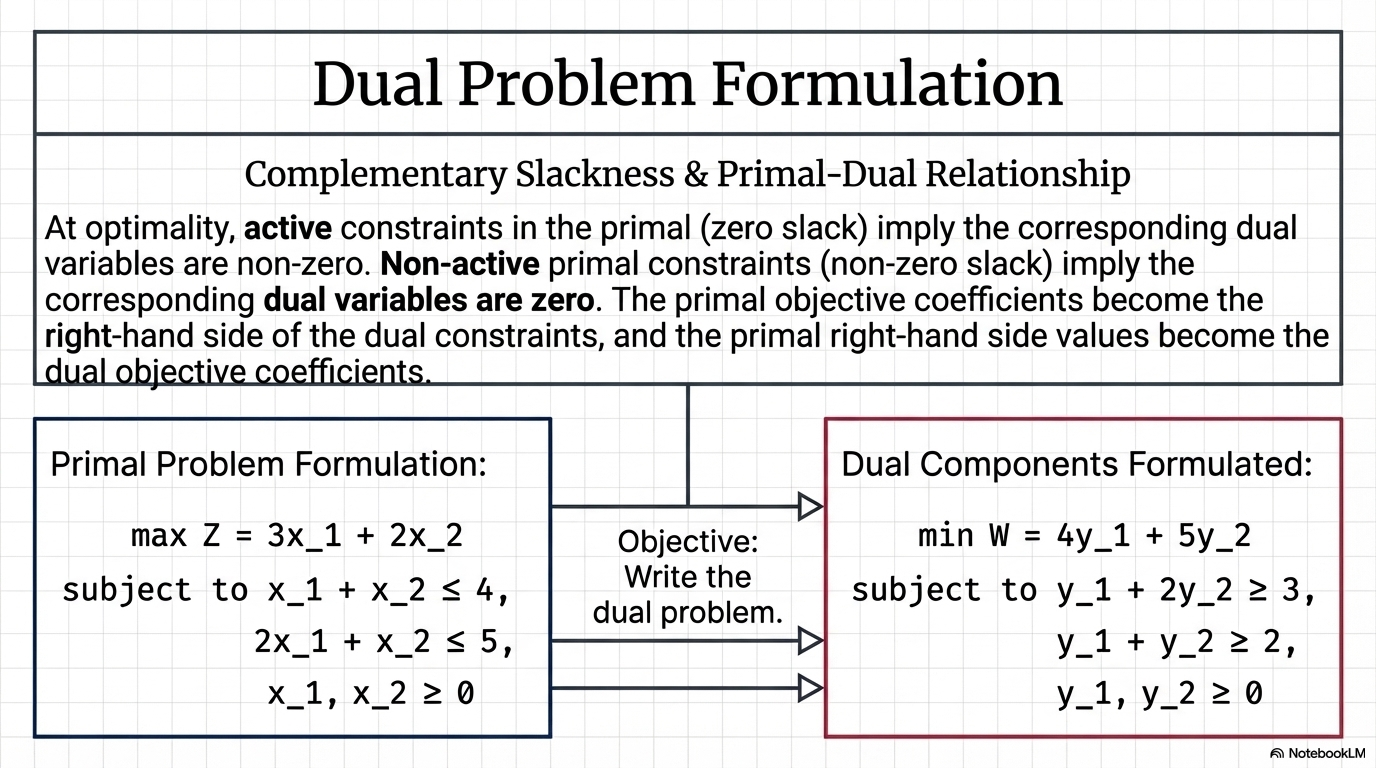 Dual Problem Formulation
Complementary Slackness & Primal-Dual Relationship
At optimality, active constraints in the primal (zero slack) imply the corresponding dual
variables are non-zero. Non-active primal constraints (non-zero slack) imply the
corresponding dual variables are zero. The primal objective coefficients become the
right-hand side of the dual constraints, and the primal right-hand side values become the
dual objective coefficients.
Primal Problem Formulation:
max Z = 3x_1 + 2x_2
subject to x_1 + x_2 ≤ 4,
2x_1 + x_2 ≤ 5,
x_1, x_2 ≥ 0
Objective:
Write the
dual problem.
Dual Components Formulated:
min W = 4y_1 + 5y_2
subject to y_1 + 2y_2 ≥ 3,
y_1 + y_2 ≥ 2,
y_1, y_2 ≥ 0
NotebookLM